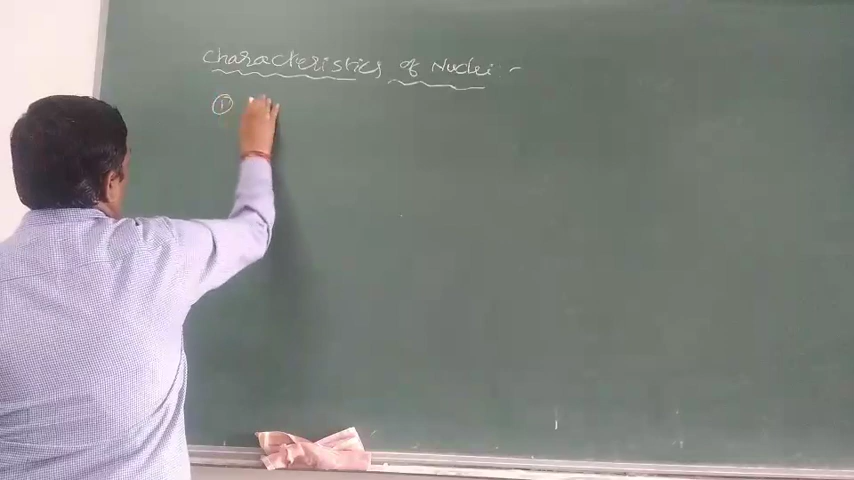 Characteristics of Nuclei :-
①